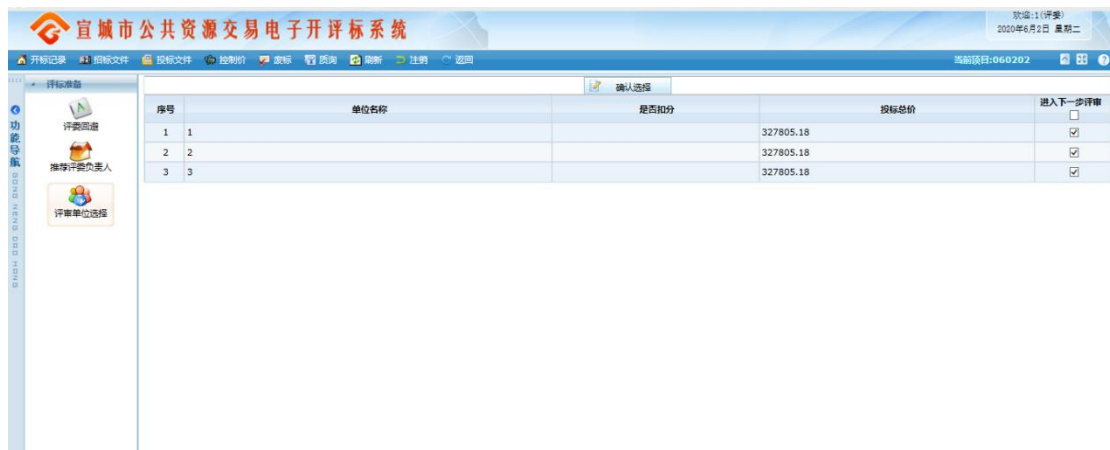 宣城市公共资源交易电子开评标系统
欢迎:1(评委)
2020年6月2日 星期二
开标记录 招标文件 投标文件 控制价 废标 质询 刷新 注销 返回
当前项目:060202
评标准备
确认选择
功能导航
评委回避
推荐评委负责人
评审单位选择
序号 单位名称 是否扣分 投标总价 进入下一步评审
1 1 327805.18
2 2 327805.18
3 3 327805.18